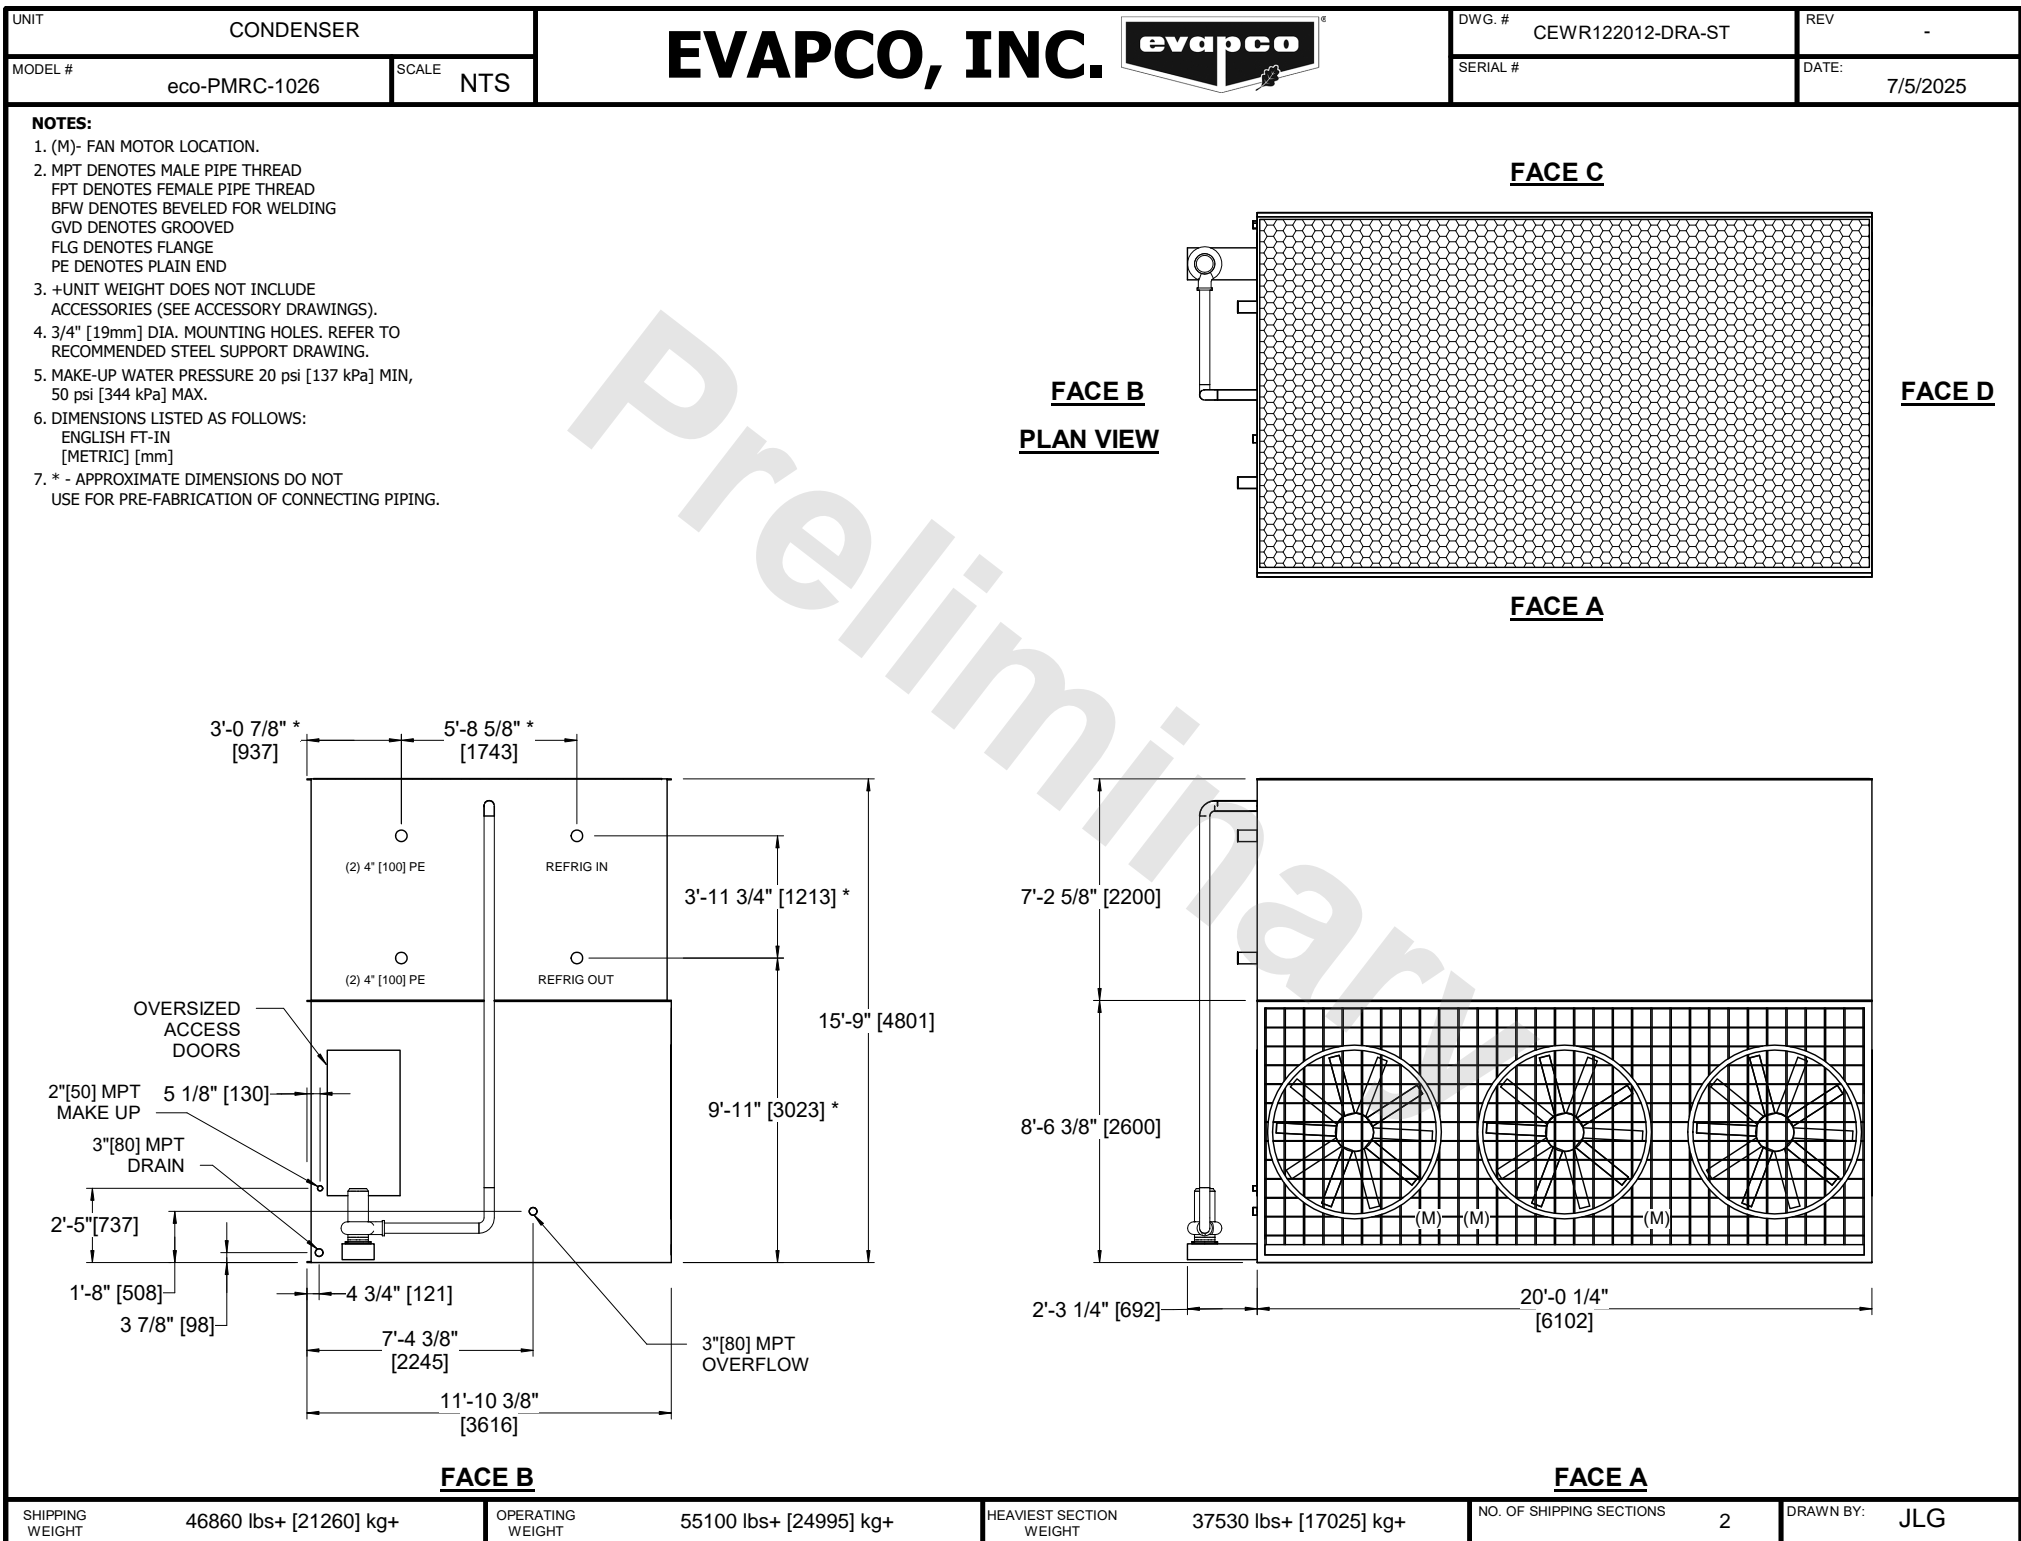 UNIT
CONDENSER
MODEL #
eco-PMRC-1026
SCALE
NTS
EVAPCO, INC.
evapco
®
DWG. #
CEWR122012-DRA-ST
REV
-
SERIAL #
DATE:
7/5/2025
NOTES:
1. (M)- FAN MOTOR LOCATION.
2. MPT DENOTES MALE PIPE THREAD
FPT DENOTES FEMALE PIPE THREAD
BFW DENOTES BEVELED FOR WELDING
GVD DENOTES GROOVED
FLG DENOTES FLANGE
PE DENOTES PLAIN END
3. +UNIT WEIGHT DOES NOT INCLUDE
ACCESSORIES (SEE ACCESSORY DRAWINGS).
4. 3/4" [19mm] DIA. MOUNTING HOLES. REFER TO
RECOMMENDED STEEL SUPPORT DRAWING.
5. MAKE-UP WATER PRESSURE 20 psi [137 kPa] MIN,
50 psi [344 kPa] MAX.
6. DIMENSIONS LISTED AS FOLLOWS:
ENGLISH FT-IN
[METRIC] [mm]
7. * - APPROXIMATE DIMENSIONS DO NOT
USE FOR PRE-FABRICATION OF CONNECTING PIPING.
FACE C
FACE B
FACE D
PLAN VIEW
FACE A
Preliminary
3'-0 7/8" *
[937]
5'-8 5/8" *
[1743]
(2) 4" [100] PE
REFRIG IN
3'-11 3/4" [1213] *
(2) 4" [100] PE
REFRIG OUT
OVERSIZED
ACCESS
DOORS
15'-9" [4801]
2"[50] MPT
MAKE UP
5 1/8" [130]
9'-11" [3023] *
3"[80] MPT
DRAIN
2'-5"[737]
1'-8" [508]
4 3/4" [121]
3 7/8" [98]
7'-4 3/8"
[2245]
3"[80] MPT
OVERFLOW
11'-10 3/8"
[3616]
FACE B
7'-2 5/8" [2200]
8'-6 3/8" [2600]
(M)
(M)
(M)
2'-3 1/4" [692]
20'-0 1/4"
[6102]
FACE A
SHIPPING
WEIGHT
46860 lbs+ [21260] kg+
OPERATING
WEIGHT
55100 lbs+ [24995] kg+
HEAVIEST SECTION
WEIGHT
37530 lbs+ [17025] kg+
NO. OF SHIPPING SECTIONS
2
DRAWN BY:
JLG